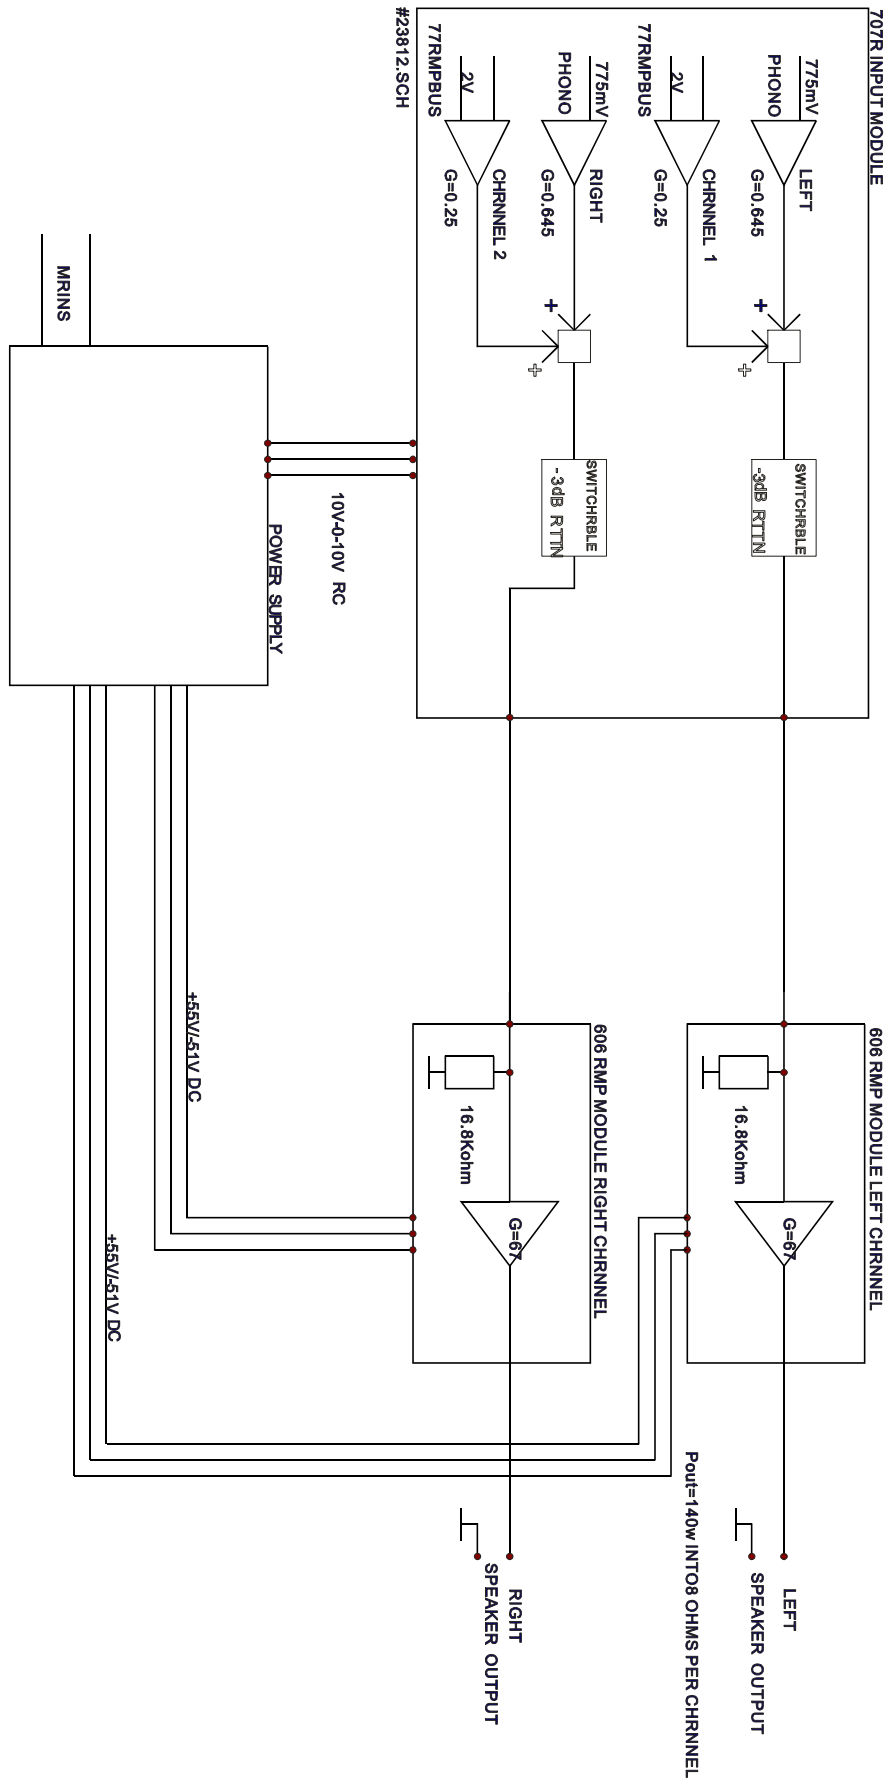 707R INPUT MODULE
775mV
PHONO
LEFT
G=0.645
2V
77RMPBUS
CHRNNEL 1
G=0.25
775mV
PHONO
RIGHT
G=0.645
2V
77RMPBUS
CHRNNEL 2
G=0.25
#23812.SCH
+
+
+
+
SWITCHRBLE
-3dB RTTN
SWITCHRBLE
-3dB RTTN
MRINS
10V-0-10V RC
POWER SUPPLY
+55V/-51V DC
+55V/-51V DC
606 RMP MODULE LEFT CHRNNEL
16.8Kohm
G=67
606 RMP MODULE RIGHT CHRNNEL
16.8Kohm
G=67
Pout=140w INTO8 OHMS PER CHRNNEL
LEFT
SPEAKER OUTPUT
RIGHT
SPEAKER OUTPUT